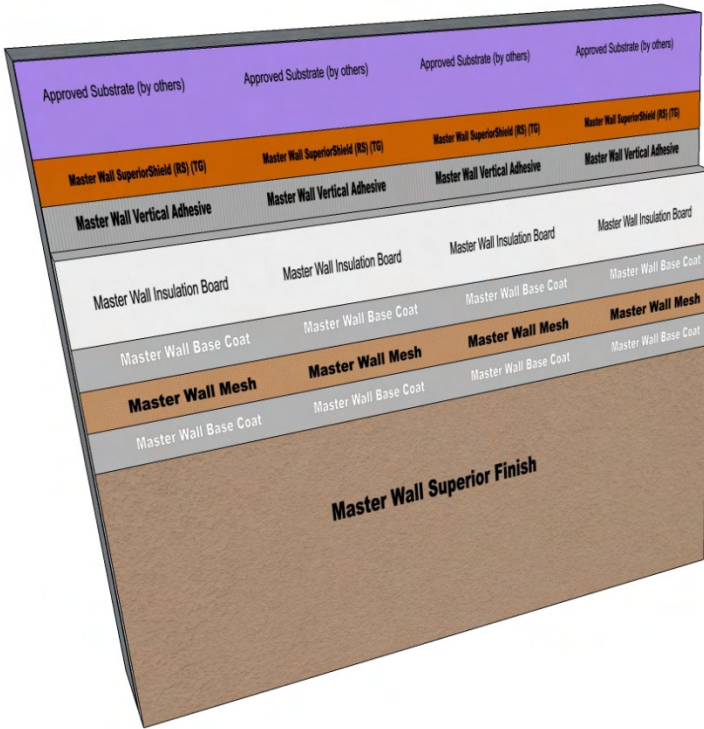 Approved Substrate (by others) Approved Substrate (by others) Approved Substrate (by others) Approved Substrate (by others)
Master Wall SuperiorShield (RS) (TG) Master Wall SuperiorShield (RS) (TG) Master Wall SuperiorShield (RS) (TG) Master Wall SuperiorShield (RS) (TG)
Master Wall Vertical Adhesive Master Wall Vertical Adhesive Master Wall Vertical Adhesive Master Wall Vertical Adhesive
Master Wall Insulation Board Master Wall Insulation Board Master Wall Insulation Board Master Wall Insulation Board
Master Wall Base Coat Master Wall Base Coat Master Wall Base Coat Master Wall Base Coat
Master Wall Mesh Master Wall Mesh Master Wall Mesh Master Wall Mesh
Master Wall Base Coat Master Wall Base Coat Master Wall Base Coat Master Wall Base Coat
Master Wall Superior Finish